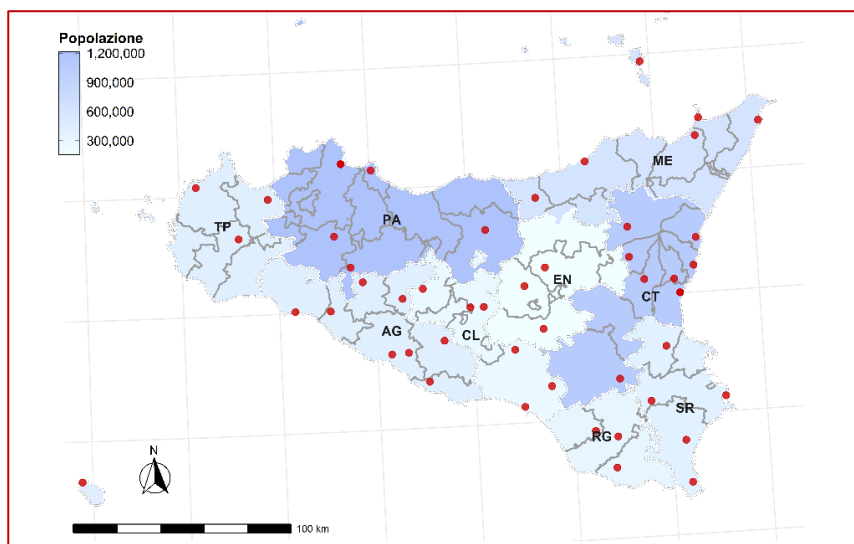 Popolazione
1,200,000
900,000
600,000
300,000
ME
PA
TP
EN
CT
AG
CL
SR
RG
N
100 km